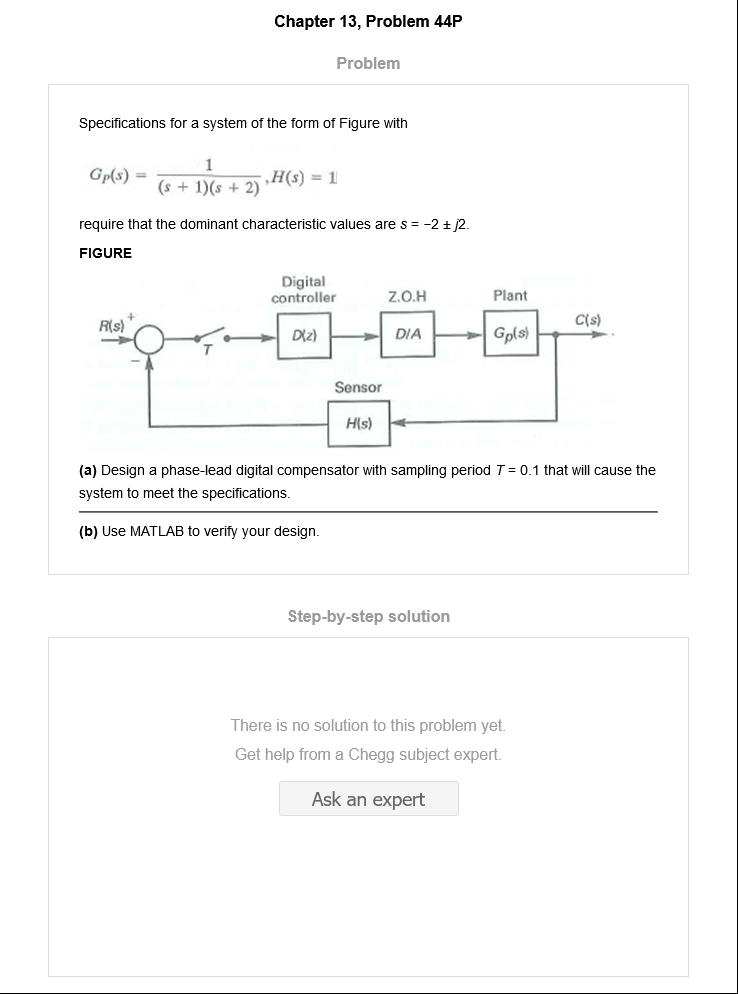 Chapter 13, Problem 44P
Problem
Specifications for a system of the form of Figure with
G_P(s) = 1 / (s + 1)(s + 2) , H(s) = 1
require that the dominant characteristic values are s = −2 ± j2.
FIGURE
Digital
controller
Z.O.H
Plant
R(s)
+
−
T
D(z)
D/A
G_p(s)
C(s)
Sensor
H(s)
(a) Design a phase-lead digital compensator with sampling period T = 0.1 that will cause the
system to meet the specifications.
(b) Use MATLAB to verify your design.
Step-by-step solution
There is no solution to this problem yet.
Get help from a Chegg subject expert.
Ask an expert